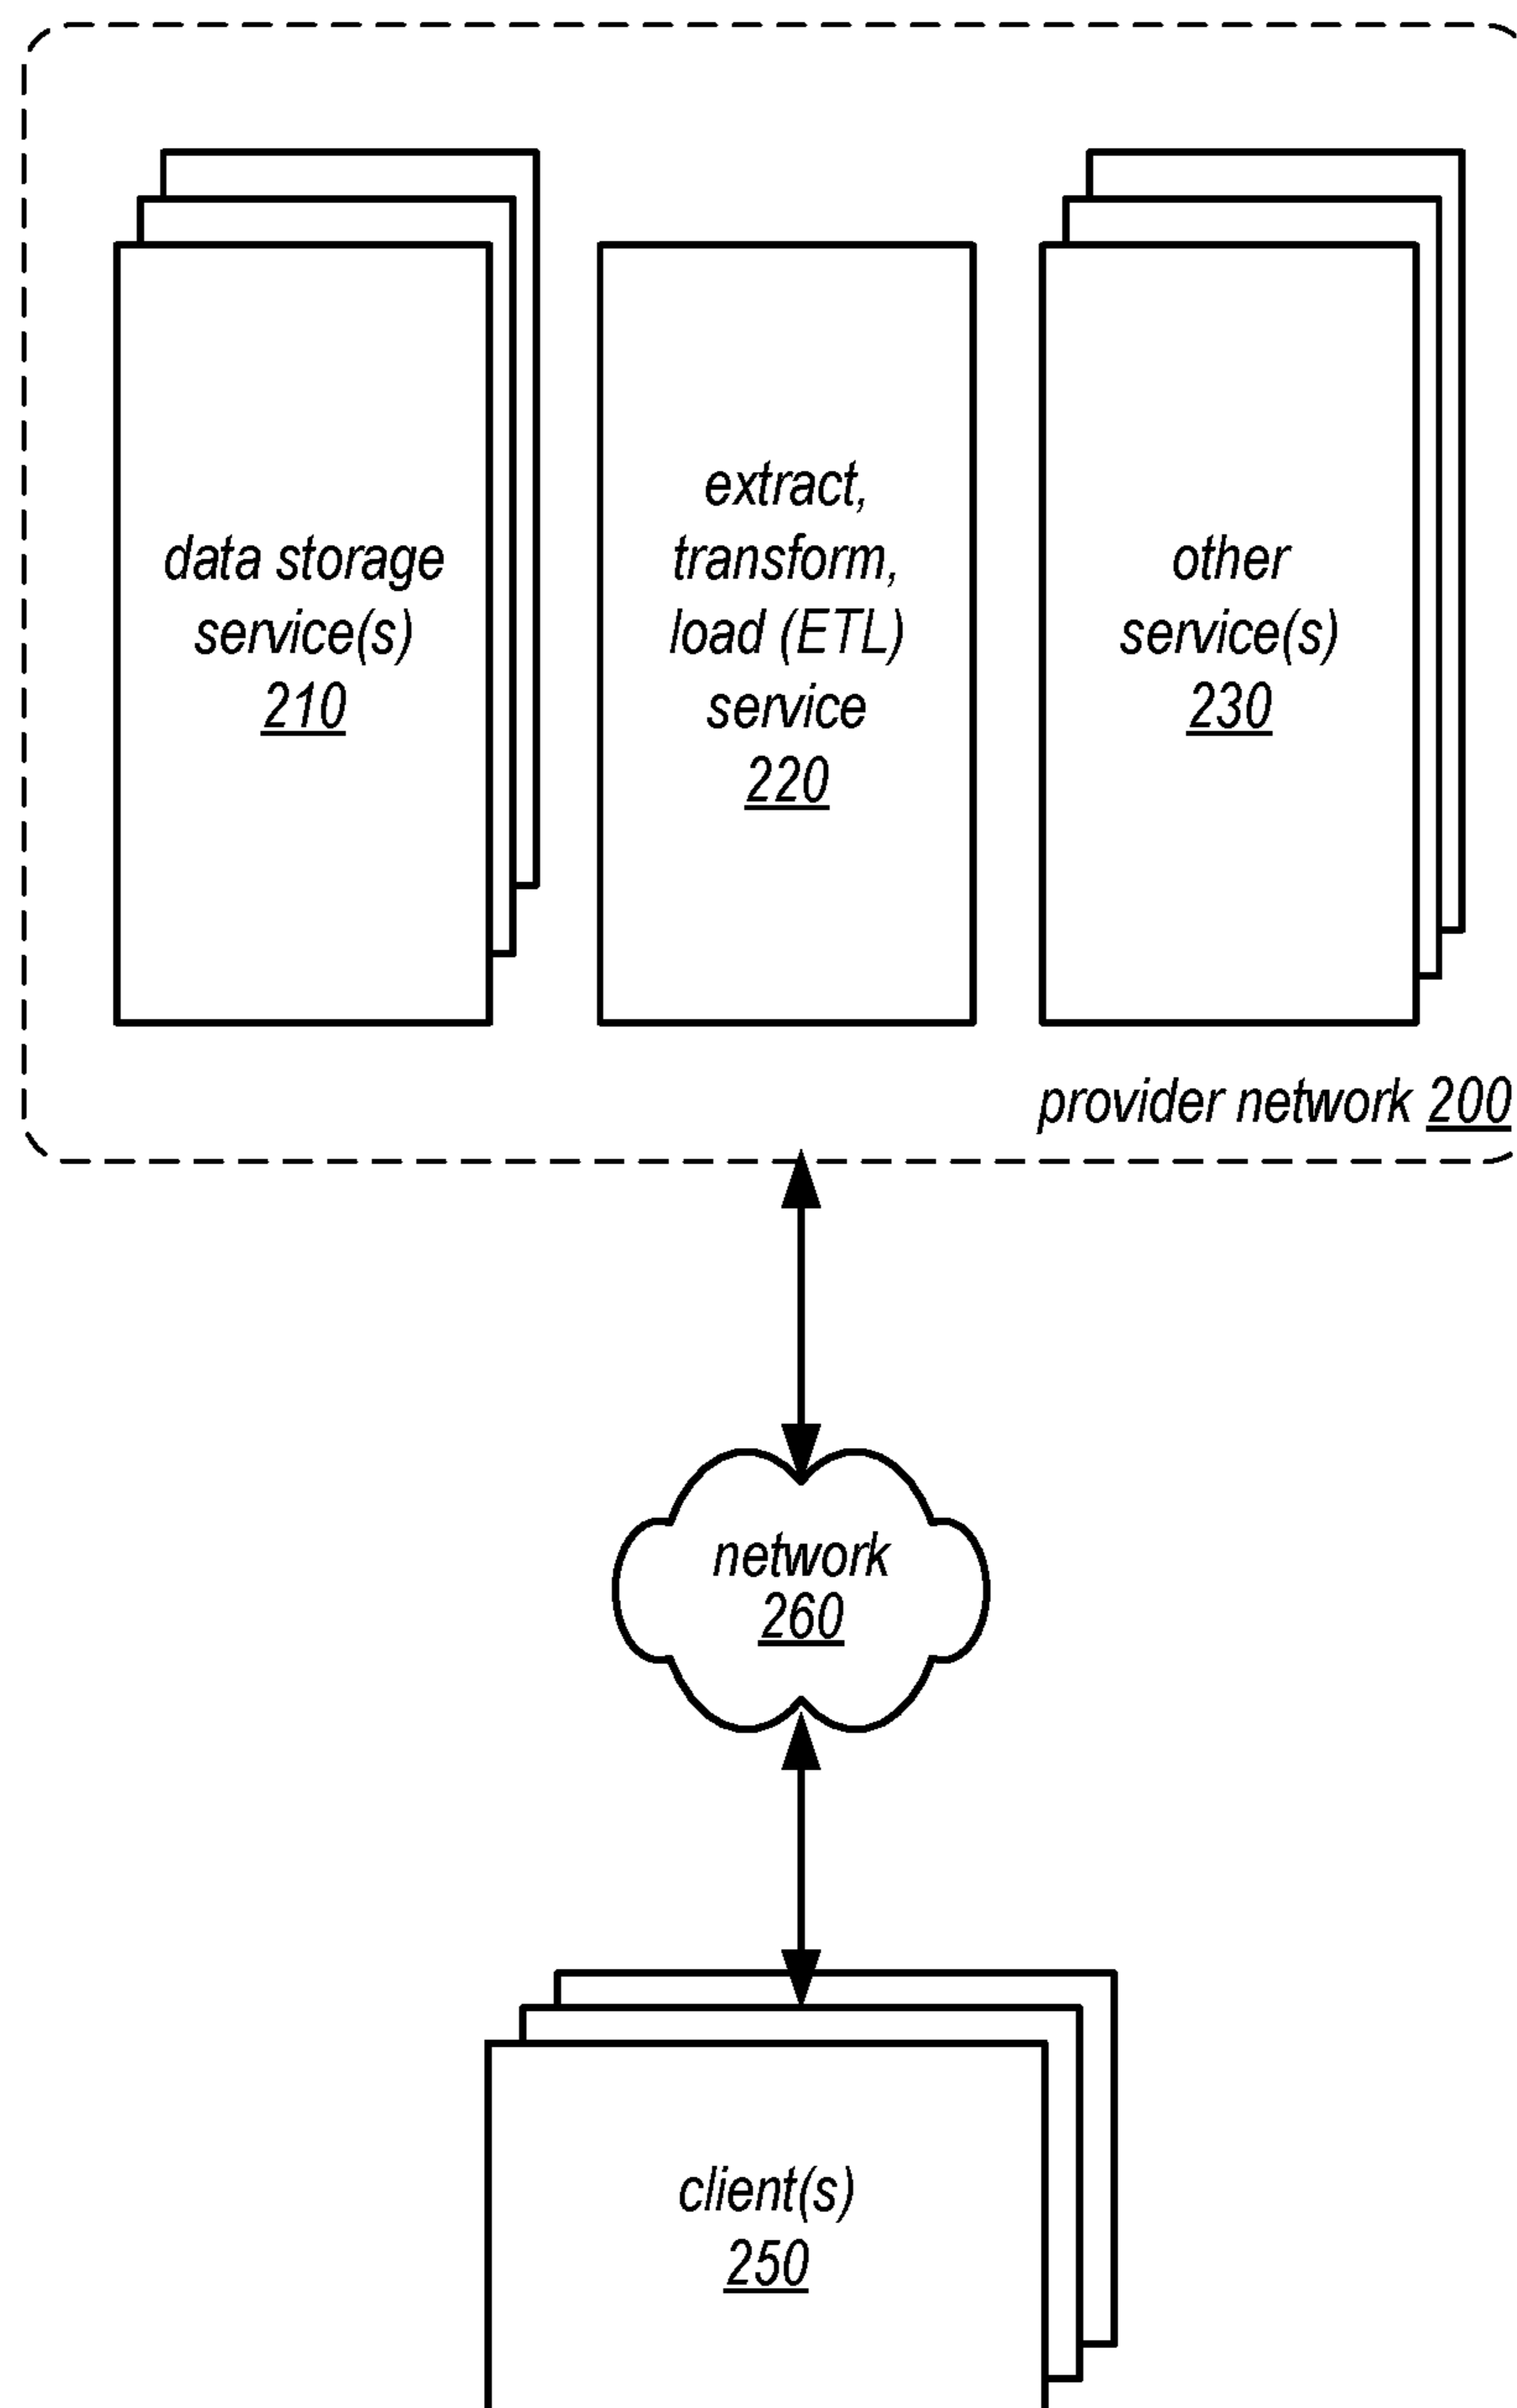 data storage
service(s)
210
extract,
transform,
load (ETL)
service
220
other
service(s)
230
provider network 200
network
260
client(s)
250